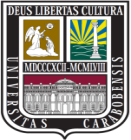 DEUS LIBERTAS CULTURA
MDCCCXCII - MCMLVIII
UNIVERSITAS CARABOBENSIS